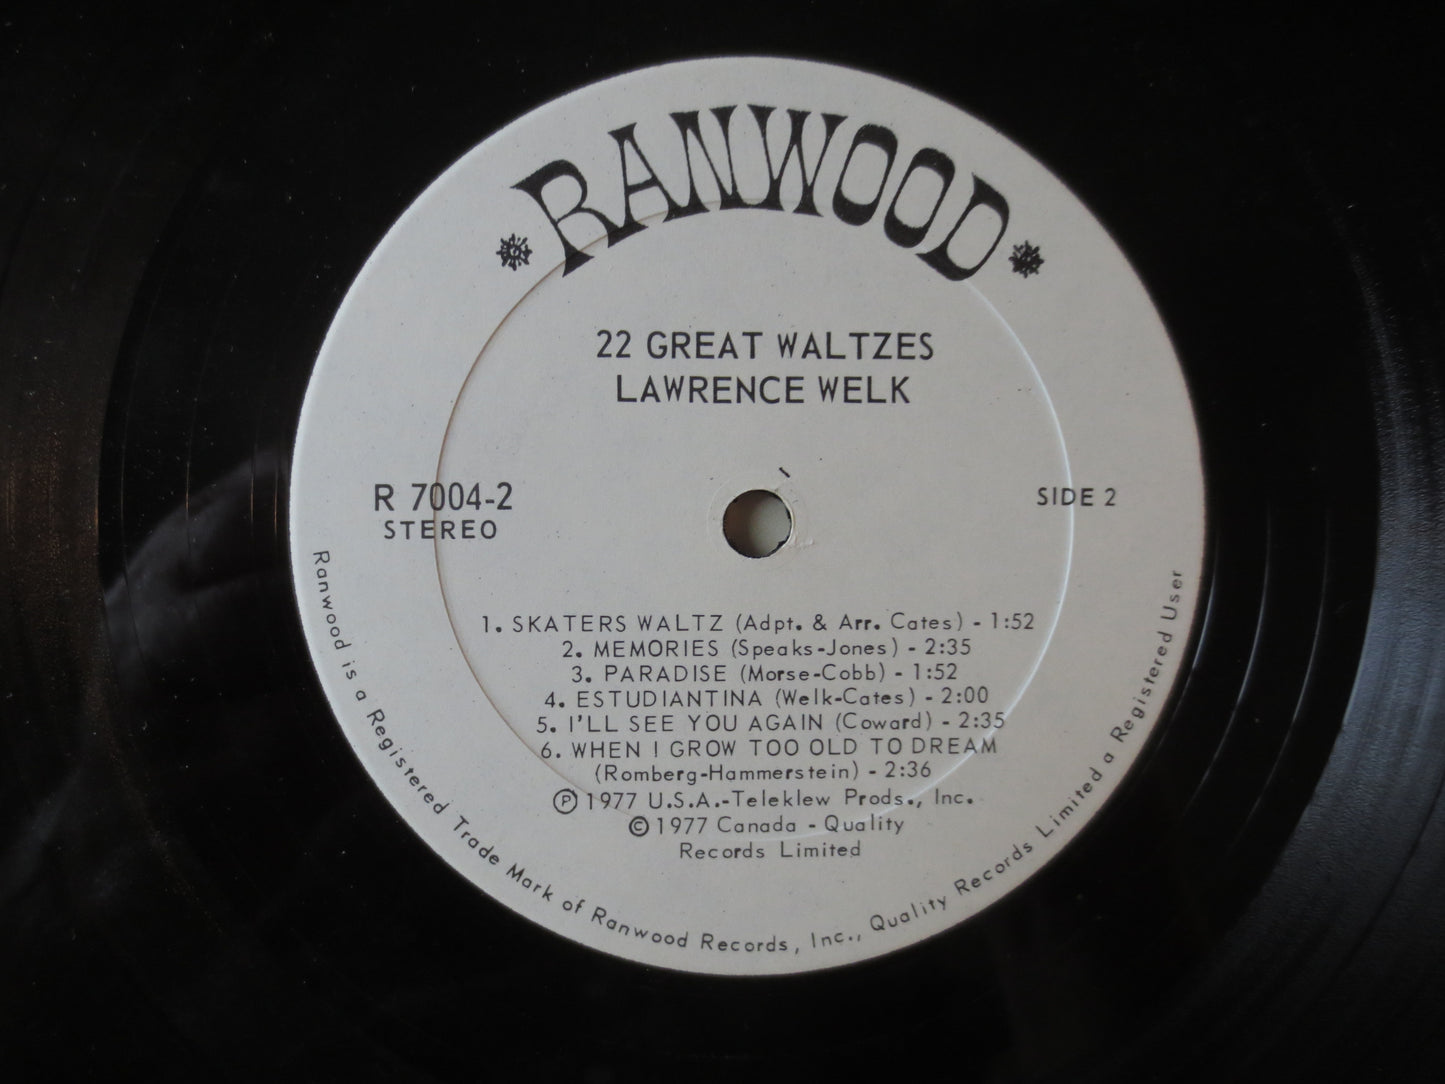 RANWOOD
22 GREAT WALTZES
LAWRENCE WELK
R 7004-2
STEREO
SIDE 2
1. SKATERS WALTZ (Adpt. & Arr. Cates) - 1:52
2. MEMORIES (Speaks-Jones) - 2:35
3. PARADISE (Morse-Cobb) - 1:52
4. ESTUDIANTINA (Welk-Cates) - 2:00
5. I'LL SEE YOU AGAIN (Coward) - 2:35
6. WHEN I GROW TOO OLD TO DREAM
(Romberg-Hammerstein) - 2:36
Ⓟ 1977 U.S.A.-Teleklew Prods., Inc.
© 1977 Canada - Quality
Records Limited
Ranwood is a Registered Trade Mark of Ranwood Records, Inc., Quality Records Limited a Registered User